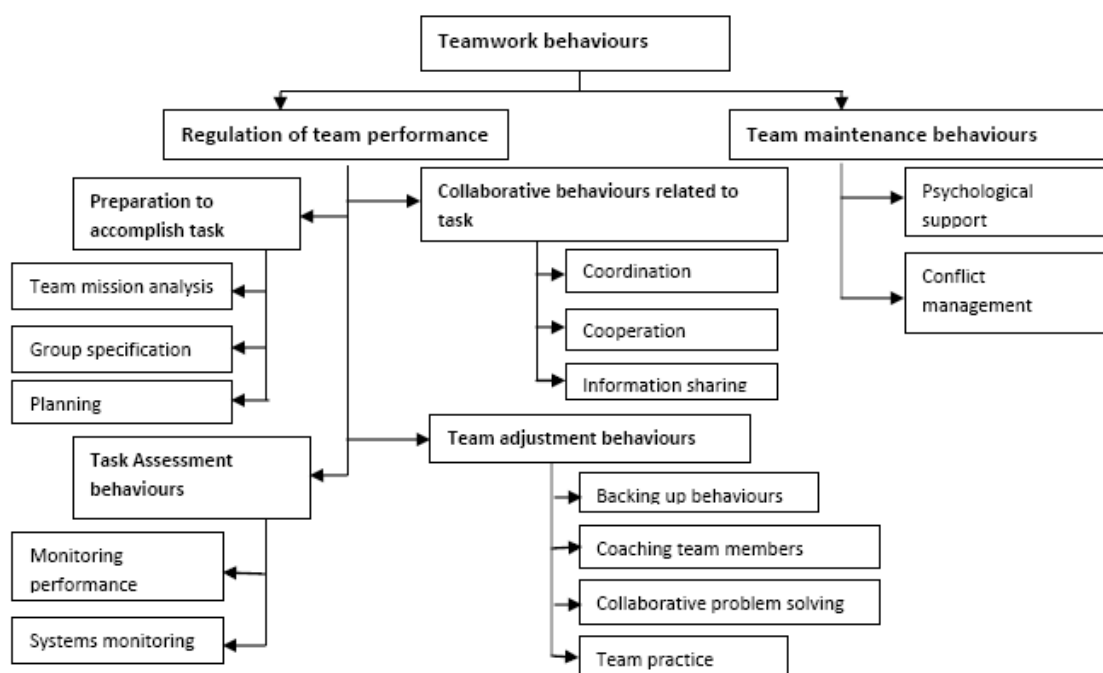 Teamwork behaviours
Regulation of team performance
Team maintenance behaviours
Preparation to
accomplish task
Collaborative behaviours related to
task
Psychological
support
Team mission analysis
Coordination
Conflict
management
Group specification
Cooperation
Planning
Information sharing
Task Assessment
behaviours
Team adjustment behaviours
Backing up behaviours
Monitoring
performance
Coaching team members
Collaborative problem solving
Systems monitoring
Team practice